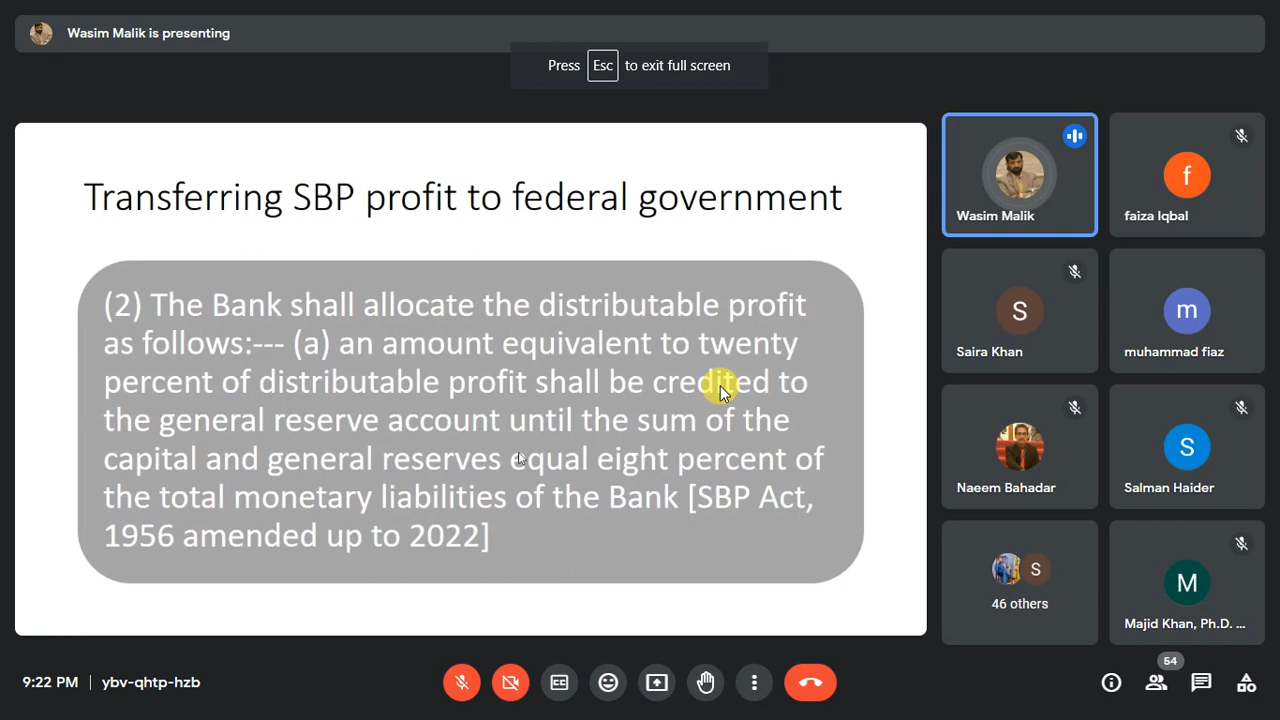 Wasim Malik is presenting
Press Esc to exit full screen
Transferring SBP profit to federal government
(2) The Bank shall allocate the distributable profit
as follows:--- (a) an amount equivalent to twenty
percent of distributable profit shall be credited to
the general reserve account until the sum of the
capital and general reserves equal eight percent of
the total monetary liabilities of the Bank [SBP Act,
1956 amended up to 2022]
Wasim Malik
f
faiza Iqbal
S
Saira Khan
m
muhammad fiaz
Naeem Bahadar
S
Salman Haider
S
46 others
M
Majid Khan, Ph.D. ...
9:22 PM | ybv-qhtp-hzb
54